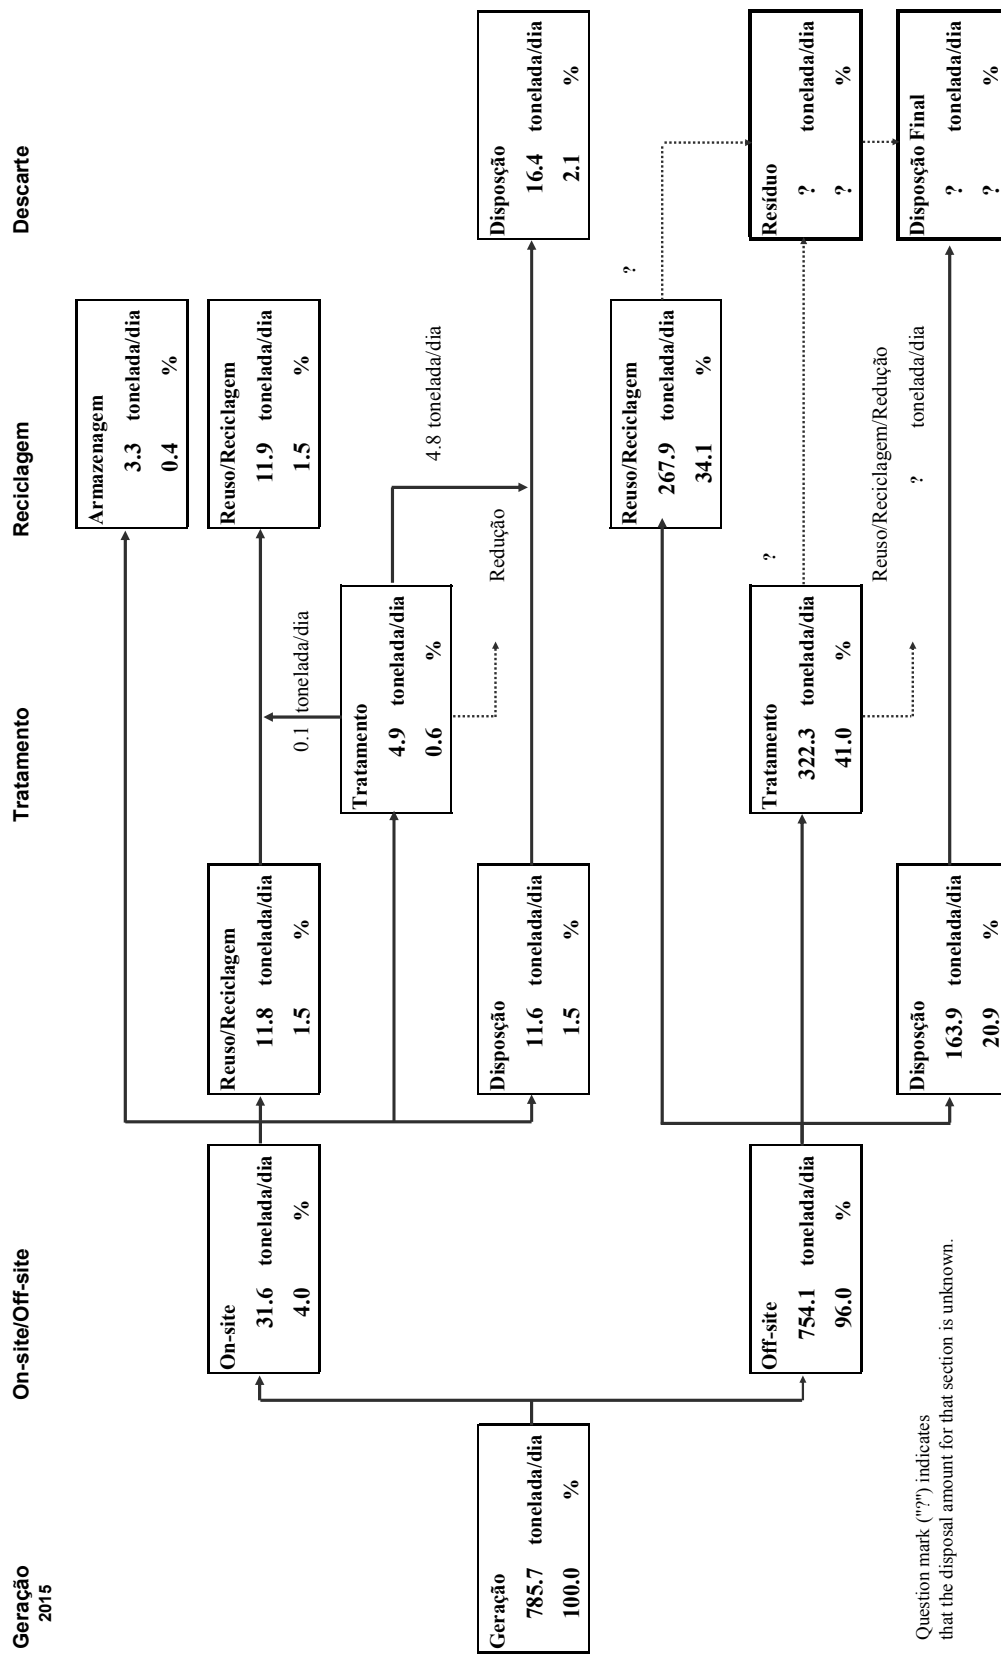 Geração
2015
On-site/Off-site
Tratamento
Reciclagem
Descarte
Geração
785.7 tonelada/dia
100.0 %
On-site
31.6 tonelada/dia
4.0 %
Off-site
754.1 tonelada/dia
96.0 %
Armazenagem
3.3 tonelada/dia
0.4 %
Reuso/Reciclagem
11.8 tonelada/dia
1.5 %
Reuso/Reciclagem
11.9 tonelada/dia
1.5 %
0.1 tonelada/dia
Tratamento
4.9 tonelada/dia
0.6 %
4.8 tonelada/dia
Redução
Disposção
11.6 tonelada/dia
1.5 %
Disposção
16.4 tonelada/dia
2.1 %
Reuso/Reciclagem
267.9 tonelada/dia
34.1 %
?
Tratamento
322.3 tonelada/dia
41.0 %
?
Resíduo
? tonelada/dia
? %
Reuso/Reciclagem/Redução
? tonelada/dia
Disposção
163.9 tonelada/dia
20.9 %
Disposção Final
? tonelada/dia
? %
Question mark ("?") indicates
that the disposal amount for that section is unknown.